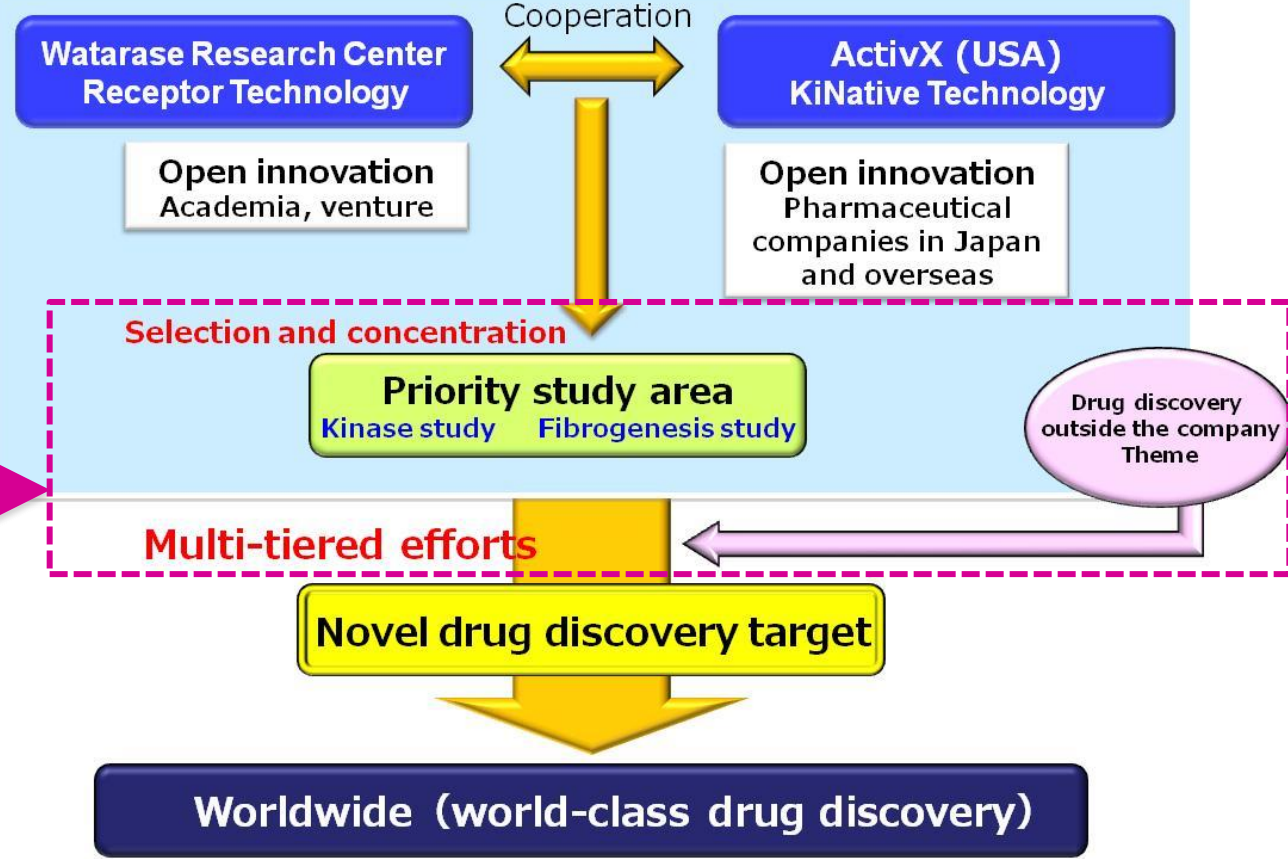 Cooperation
Watarase Research Center
Receptor Technology
ActivX (USA)
KiNative Technology
Open innovation
Academia, venture
Open innovation
Pharmaceutical
companies in Japan
and overseas
Selection and concentration
Priority study area
Kinase study Fibrogenesis study
Drug discovery
outside the company
Theme
Multi-tiered efforts
Novel drug discovery target
Worldwide（world-class drug discovery）